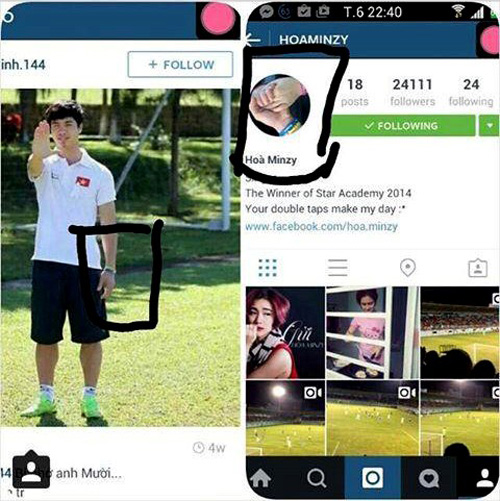 inh.144
+ FOLLOW
4w
anh Mười...
tr
T.6 22:40
HOAMINZY
18
24111
24
posts
followers
following
✓ FOLLOWING
Hoà Minzy
The Winner of Star Academy 2014
Your double taps make my day :*
www.facebook.com/hoa.minzy
HOA MINZY